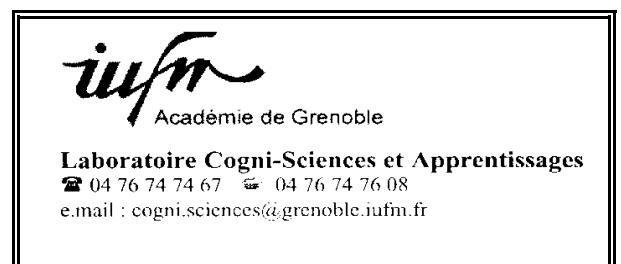 iufm
Académie de Grenoble
Laboratoire Cogni-Sciences et Apprentissages
☎ 04 76 74 74 67 📠 04 76 74 76 08
e.mail : cogni.sciences@grenoble.iufm.fr